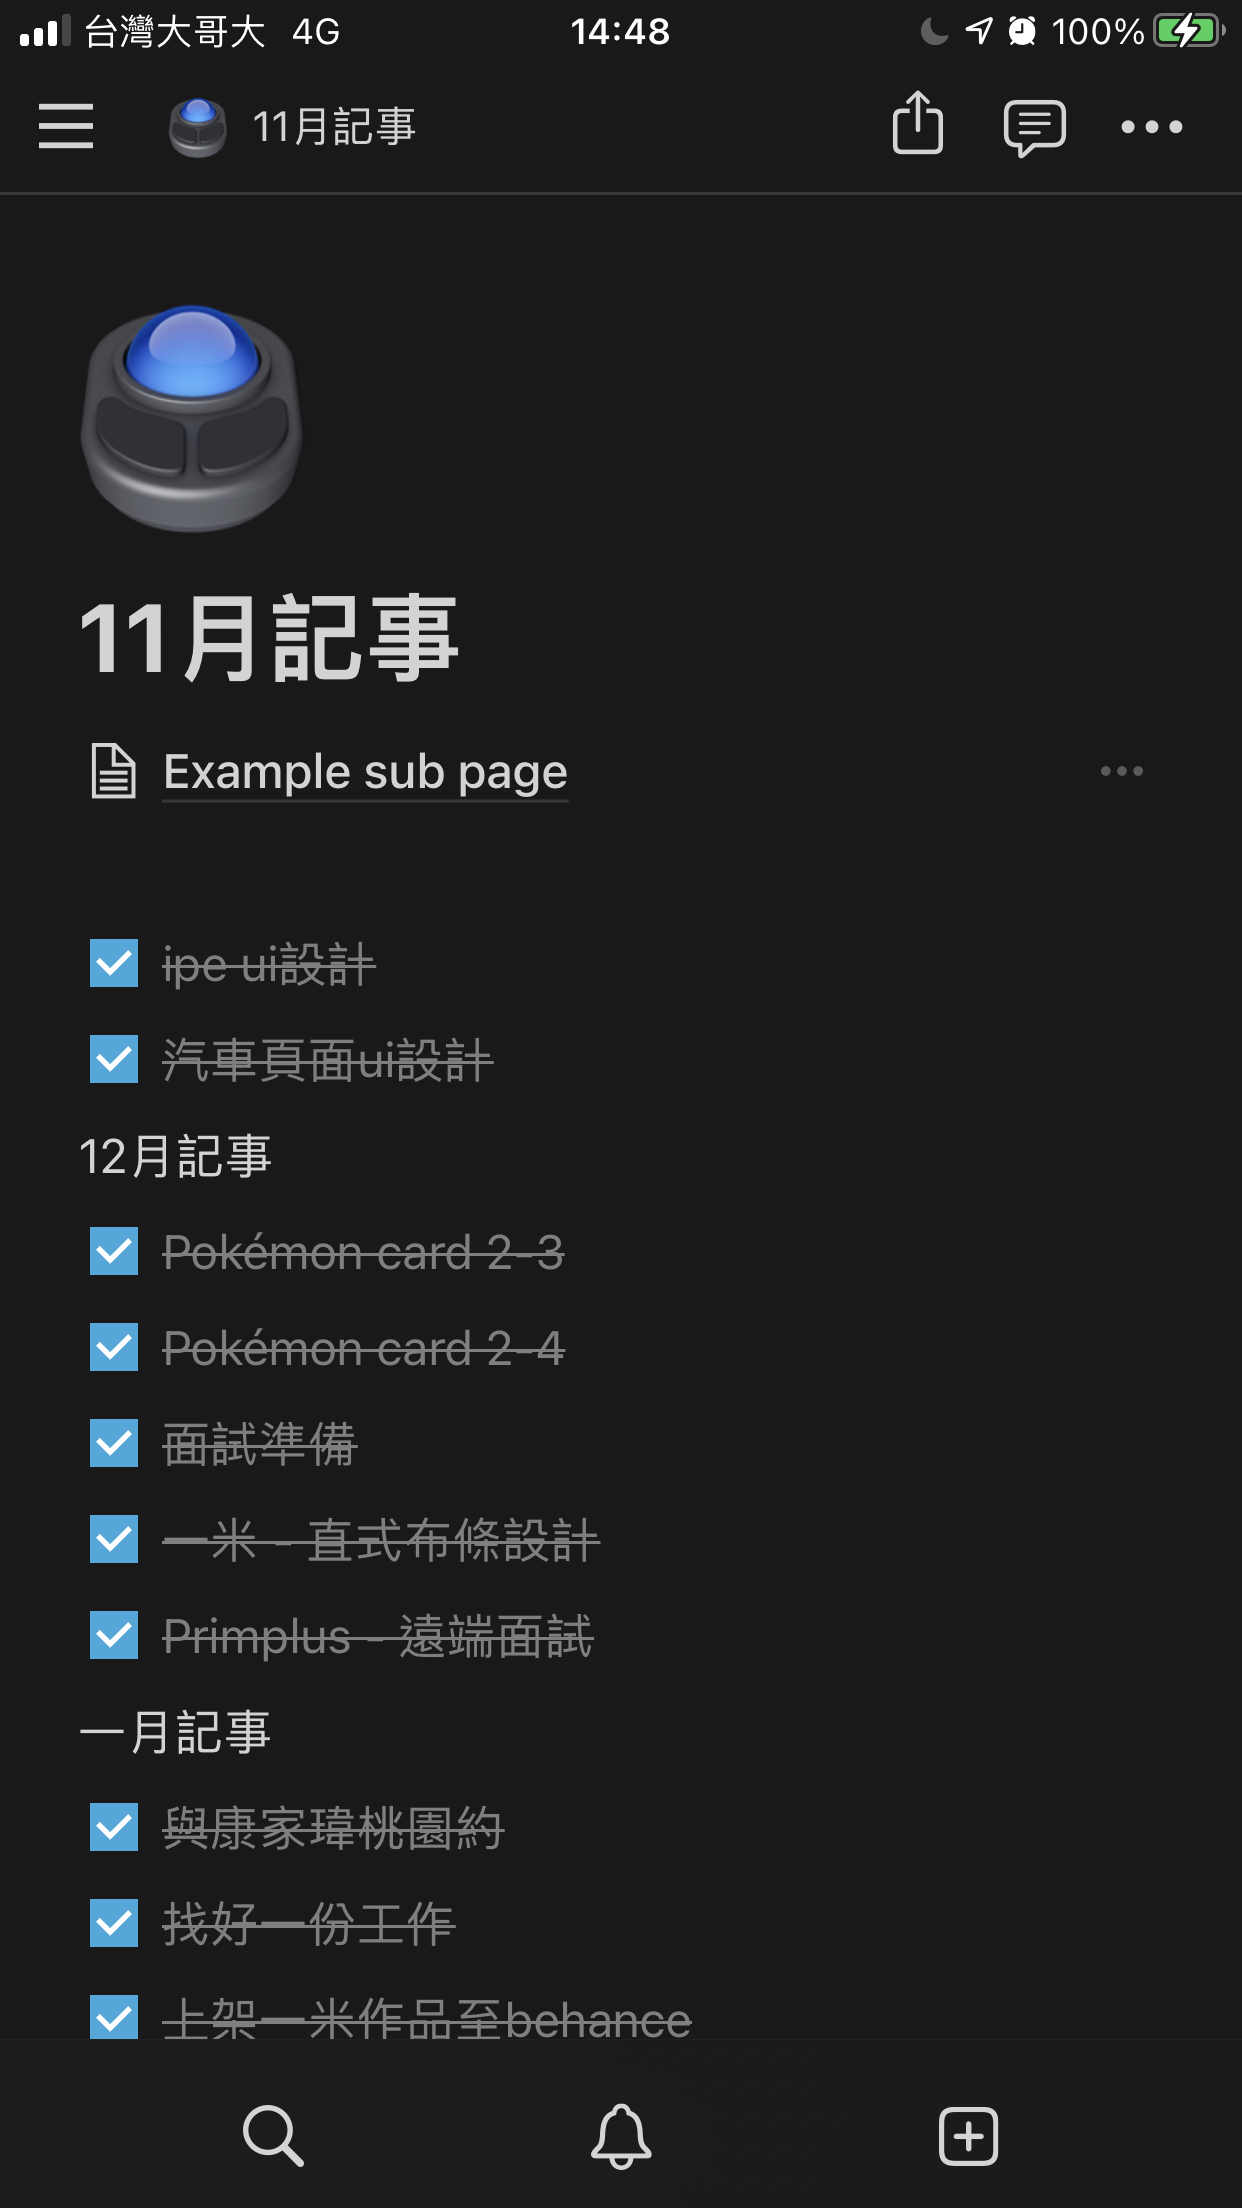 台灣大哥大 4G 14:48 100%
11月記事
11月記事
Example sub page
ipe ui設計
汽車頁面ui設計
12月記事
Pokémon card 2-3
Pokémon card 2-4
面試準備
一米 - 直式布條設計
Primplus - 遠端面試
一月記事
與康家瑋桃園約
找好一份工作
上架一米作品至behance